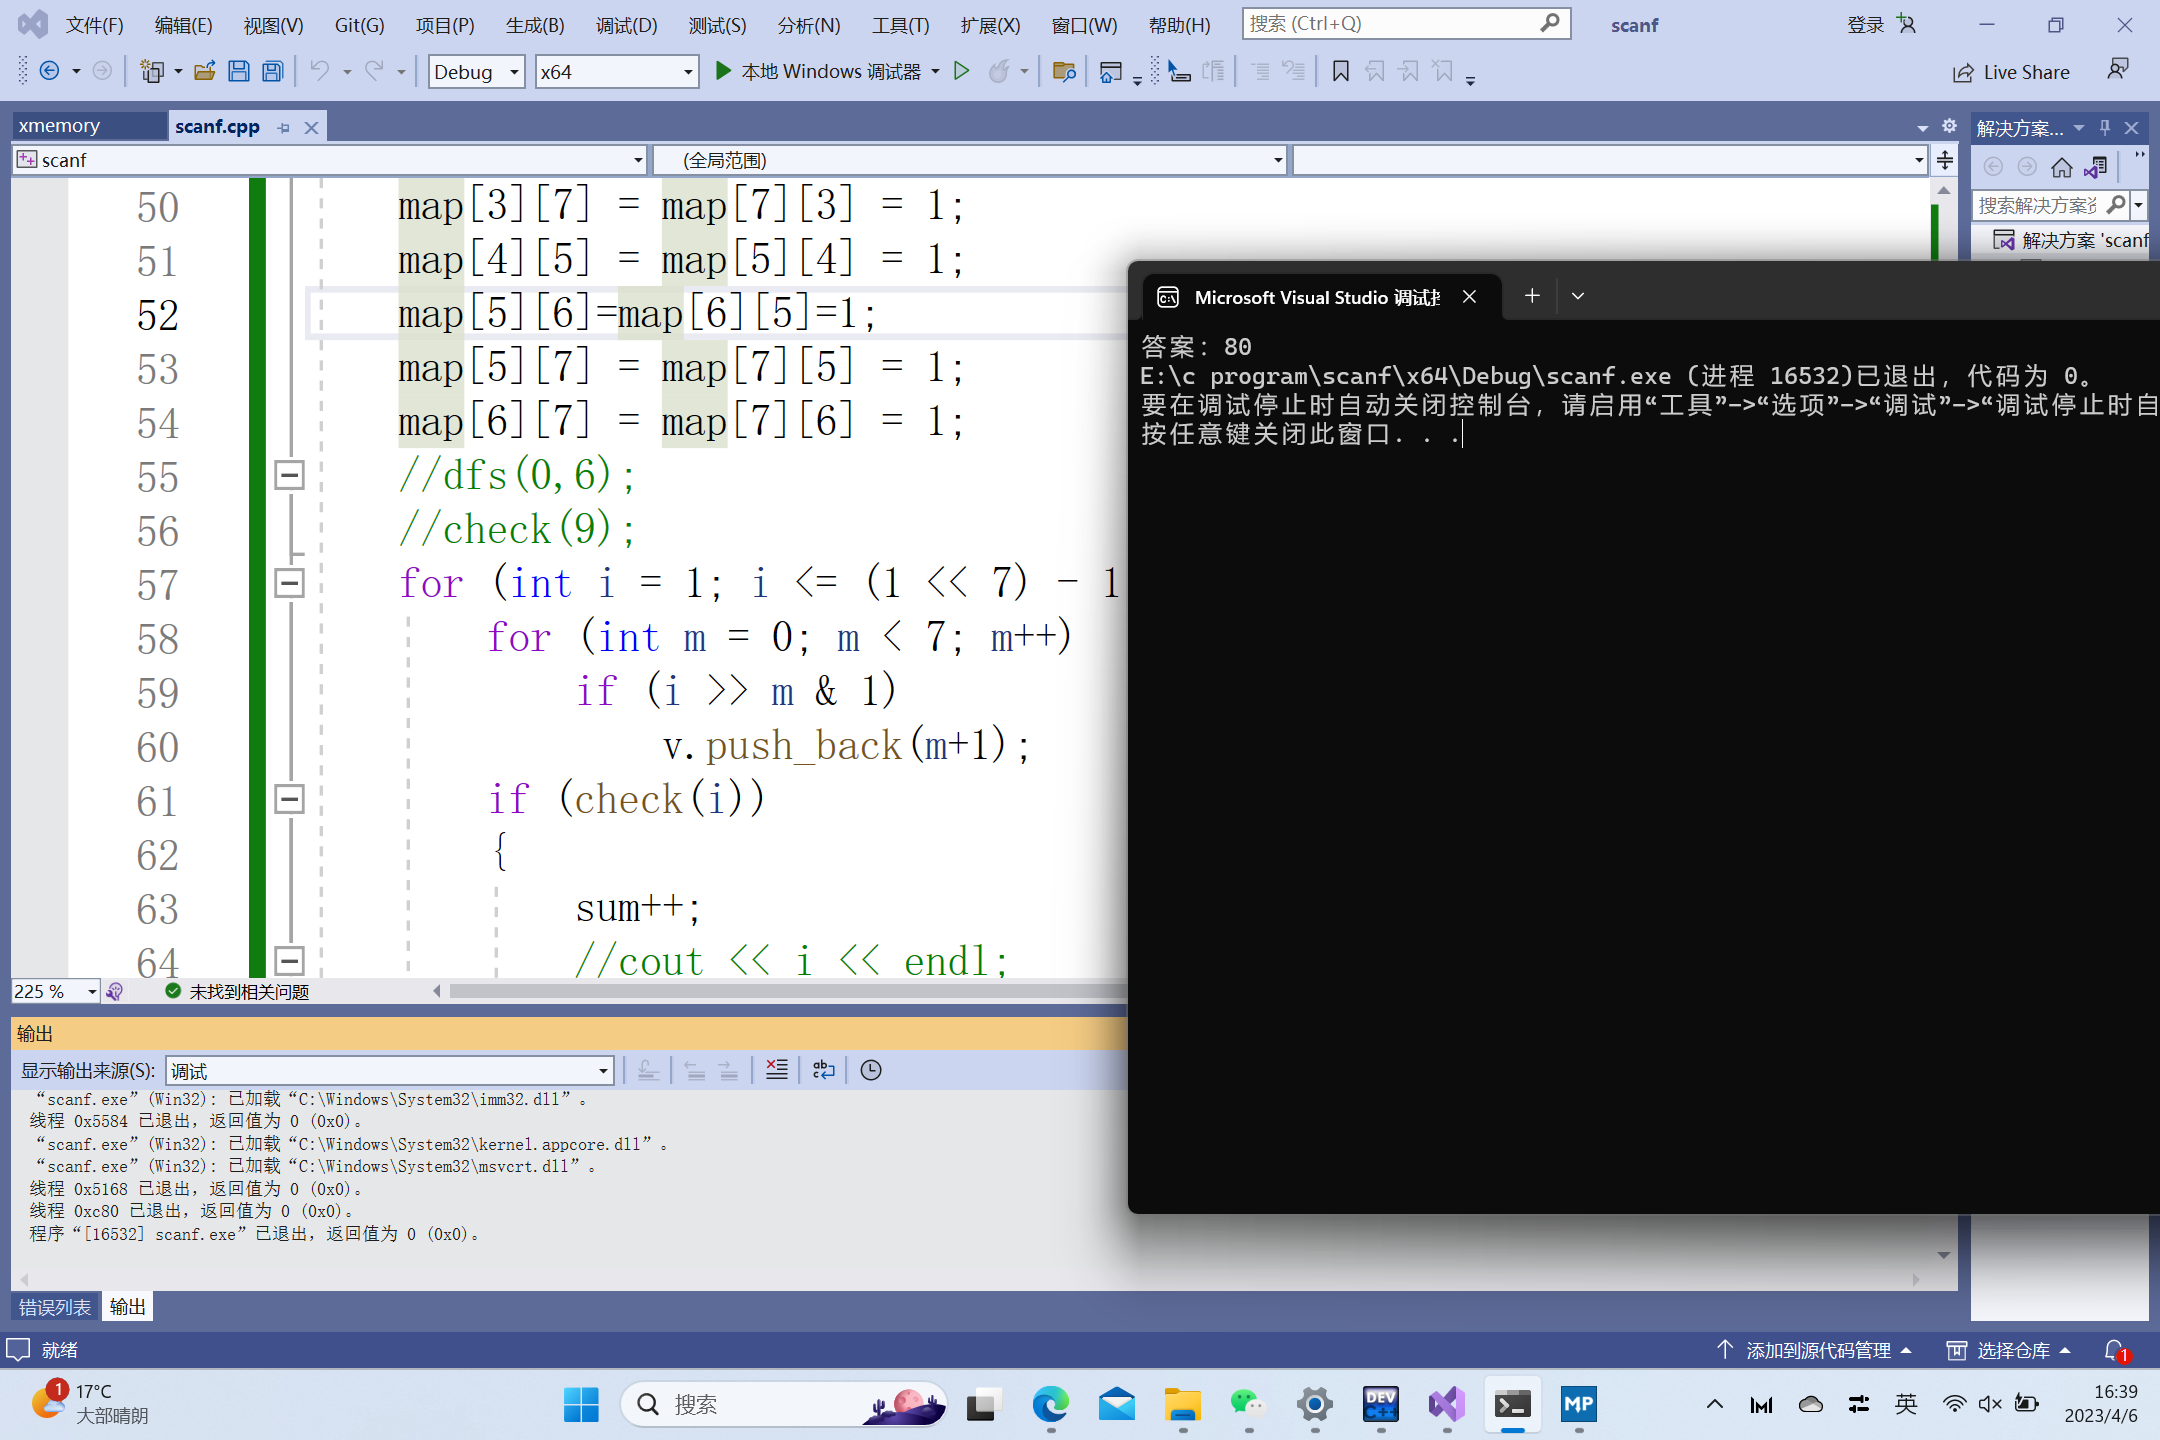 文件(F) 编辑(E) 视图(V) Git(G) 项目(P) 生成(B) 调试(D) 测试(S) 分析(N) 工具(T) 扩展(X) 窗口(W) 帮助(H) 搜索 (Ctrl+Q) scanf 登录
Debug x64 本地 Windows 调试器 Live Share
xmemory scanf.cpp 解决方案...
scanf (全局范围)
搜索解决方案资
解决方案 'scanf
50 map[3][7] = map[7][3] = 1;
51 map[4][5] = map[5][4] = 1;
52 map[5][6]=map[6][5]=1;
53 map[5][7] = map[7][5] = 1;
54 map[6][7] = map[7][6] = 1;
55 //dfs(0,6);
56 //check(9);
57 for (int i = 1; i <= (1 << 7) - 1
58 for (int m = 0; m < 7; m++)
59 if (i >> m & 1)
60 v.push_back(m+1);
61 if (check(i))
62 {
63 sum++;
64 //cout << i << endl;
Microsoft Visual Studio 调试控
答案: 80
E:\c program\scanf\x64\Debug\scanf.exe (进程 16532)已退出，代码为 0。
要在调试停止时自动关闭控制台，请启用“工具”->“选项”->“调试”->“调试停止时自
按任意键关闭此窗口. . .
225 % 未找到相关问题
输出
显示输出来源(S): 调试
“scanf.exe”(Win32): 已加载“C:\Windows\System32\imm32.dll”。
线程 0x5584 已退出，返回值为 0 (0x0)。
“scanf.exe”(Win32): 已加载“C:\Windows\System32\kernel.appcore.dll”。
“scanf.exe”(Win32): 已加载“C:\Windows\System32\msvcrt.dll”。
线程 0x5168 已退出，返回值为 0 (0x0)。
线程 0xc80 已退出，返回值为 0 (0x0)。
程序“[16532] scanf.exe”已退出，返回值为 0 (0x0)。
错误列表 输出
就绪 添加到源代码管理 选择仓库 1
1 17°C
大部晴朗
搜索
DEV C++
MP
英
16:39
2023/4/6